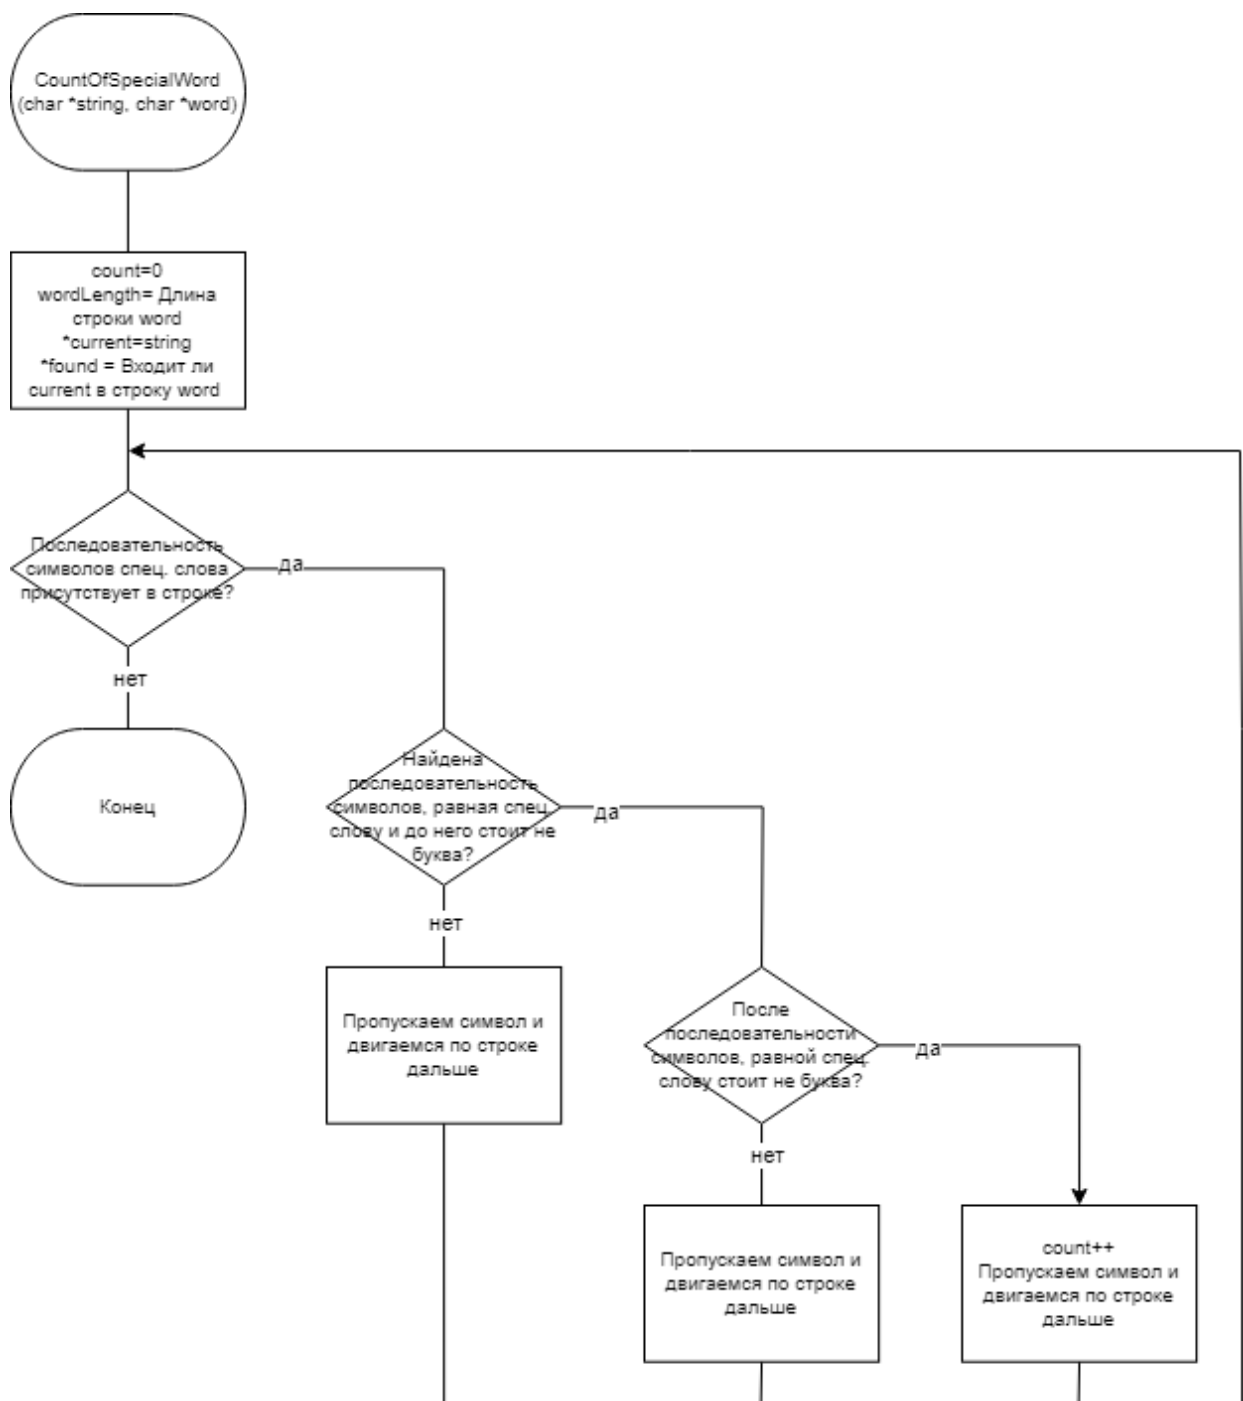 CountOfSpecialWord
(char *string, char *word)
count=0
wordLength= Длина
строки word
*current=string
*found = Входит ли
current в строку word
Последовательность
символов спец. слова
присутствует в строке?
да
нет
Конец
Найдена
последовательность
символов, равная спец.
слову и до него стоит не
буква?
да
нет
Пропускаем символ и
двигаемся по строке
дальше
После
последовательности
символов, равной спец.
слову стоит не буква?
да
нет
Пропускаем символ и
двигаемся по строке
дальше
count++
Пропускаем символ и
двигаемся по строке
дальше